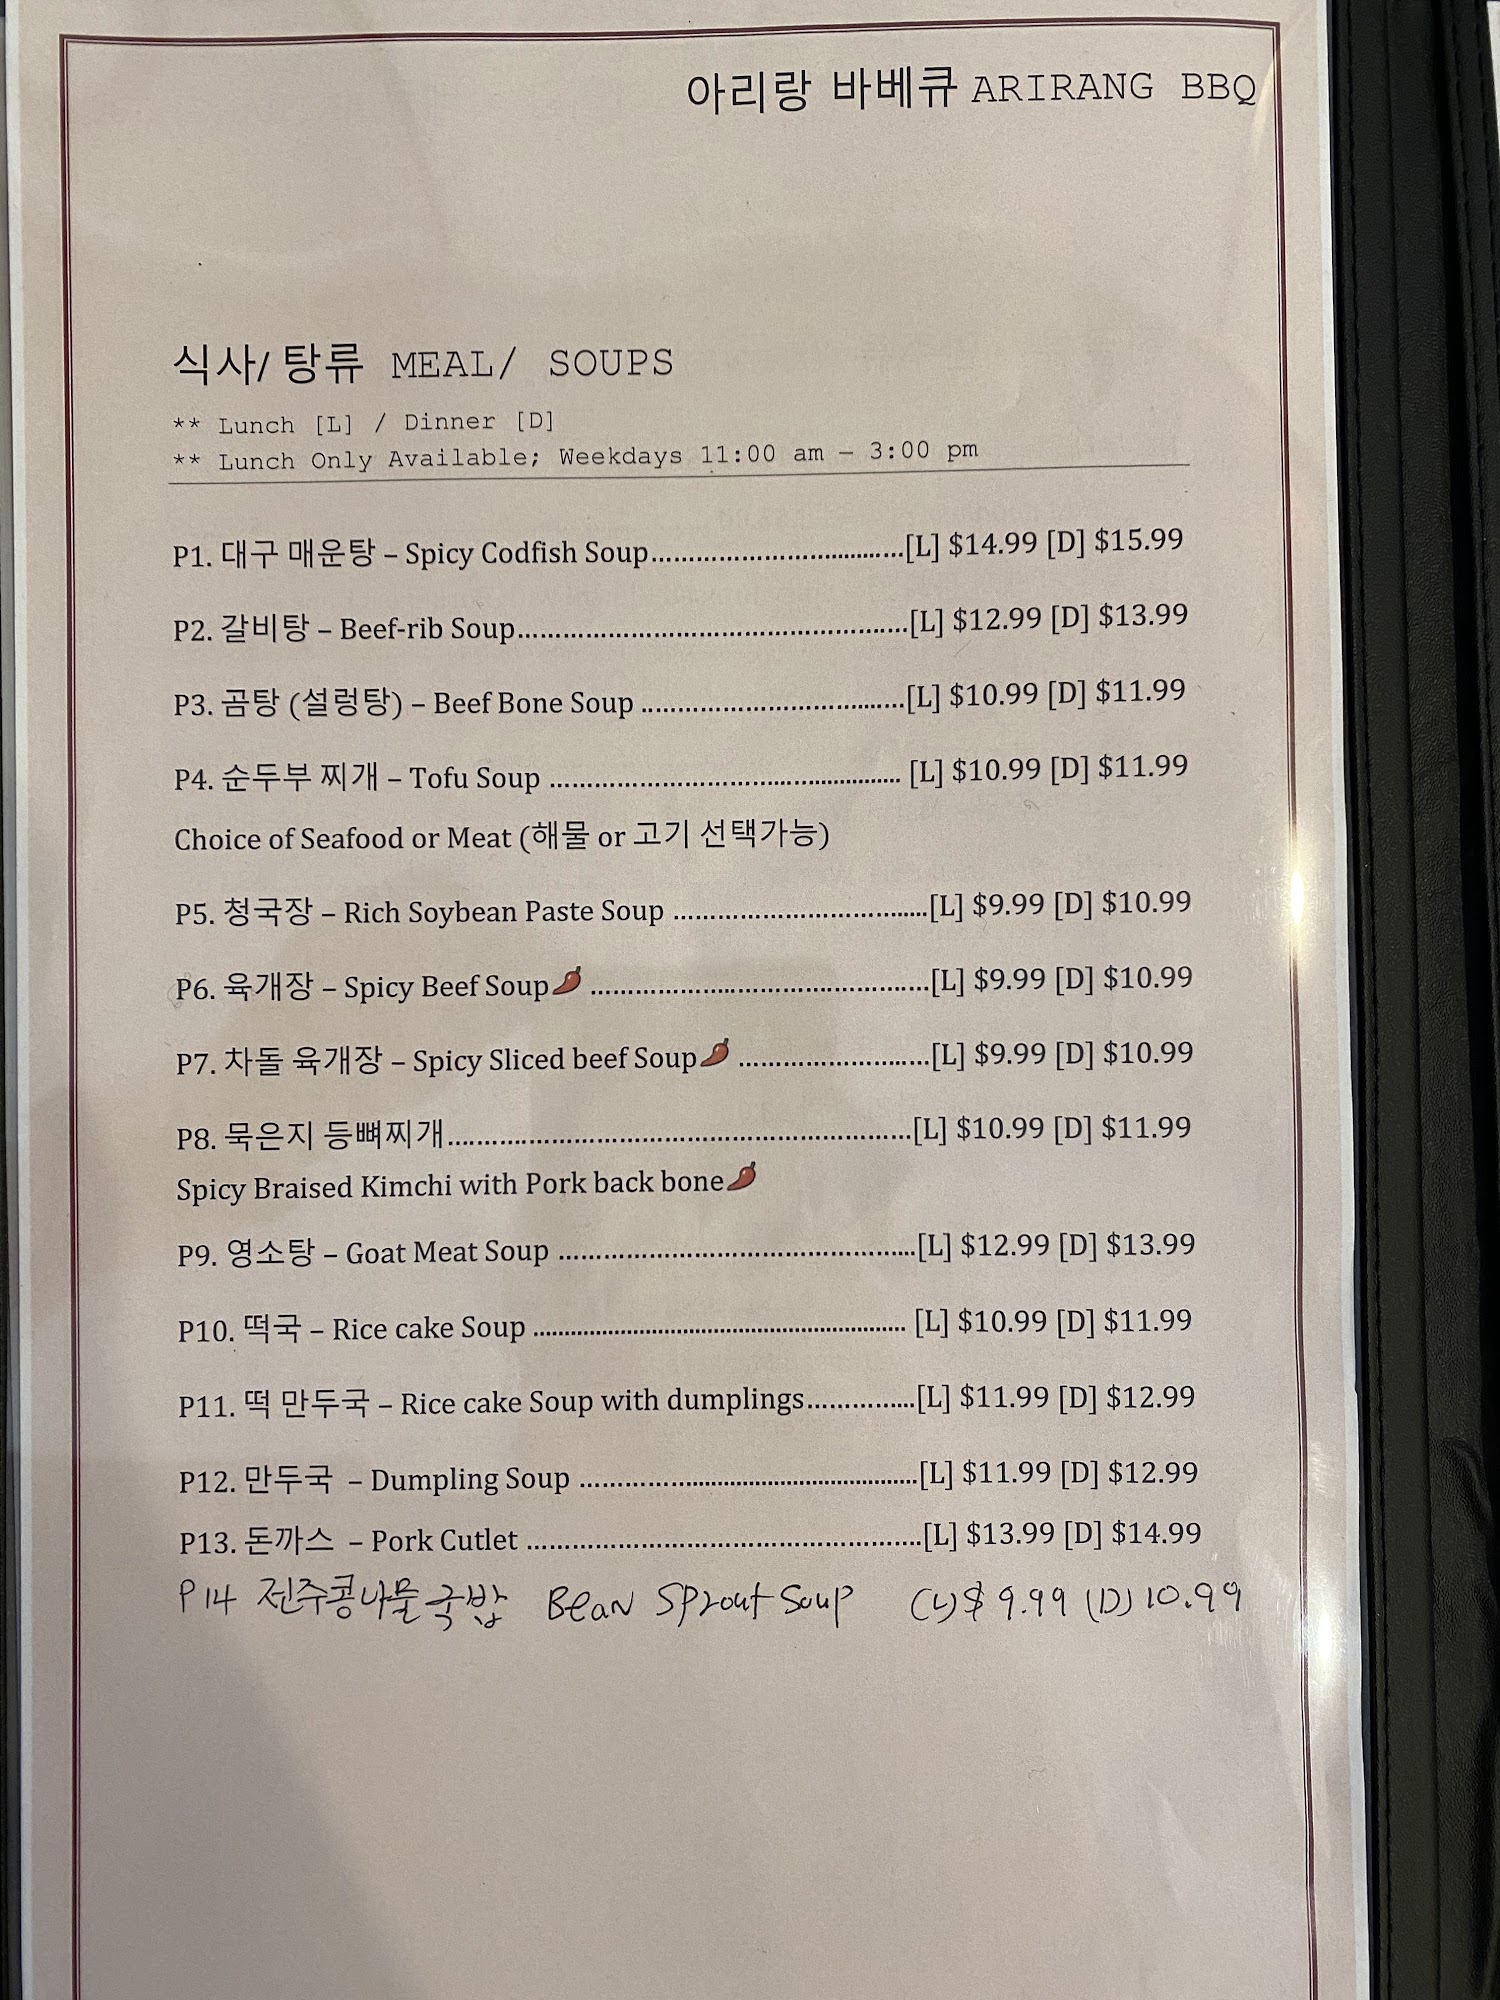 아리랑 바베큐 ARIRANG BBQ
식사/ 탕류 MEAL/ SOUPS
** Lunch [L] / Dinner [D]
** Lunch Only Available; Weekdays 11:00 am – 3:00 pm
P1. 대구 매운탕 – Spicy Codfish Soup..............................[L] $14.99 [D] $15.99
P2. 갈비탕 – Beef-rib Soup..............................[L] $12.99 [D] $13.99
P3. 곰탕 (설렁탕) – Beef Bone Soup ..............................[L] $10.99 [D] $11.99
P4. 순두부 찌개 – Tofu Soup .............................. [L] $10.99 [D] $11.99
Choice of Seafood or Meat (해물 or 고기 선택가능)
P5. 청국장 – Rich Soybean Paste Soup ..............................[L] $9.99 [D] $10.99
P6. 육개장 – Spicy Beef Soup🌶 ..............................[L] $9.99 [D] $10.99
P7. 차돌 육개장 – Spicy Sliced beef Soup🌶 ..............................[L] $9.99 [D] $10.99
P8. 묵은지 등뼈찌개..............................[L] $10.99 [D] $11.99
Spicy Braised Kimchi with Pork back bone🌶
P9. 영소탕 – Goat Meat Soup ..............................[L] $12.99 [D] $13.99
P10. 떡국 – Rice cake Soup .............................. [L] $10.99 [D] $11.99
P11. 떡 만두국 – Rice cake Soup with dumplings...............[L] $11.99 [D] $12.99
P12. 만두국 – Dumpling Soup ..............................[L] $11.99 [D] $12.99
P13. 돈까스 – Pork Cutlet ..............................[L] $13.99 [D] $14.99
P14 전주콩나물국밥 Bean Sprout Soup (L)$ 9.99 (D) 10.99